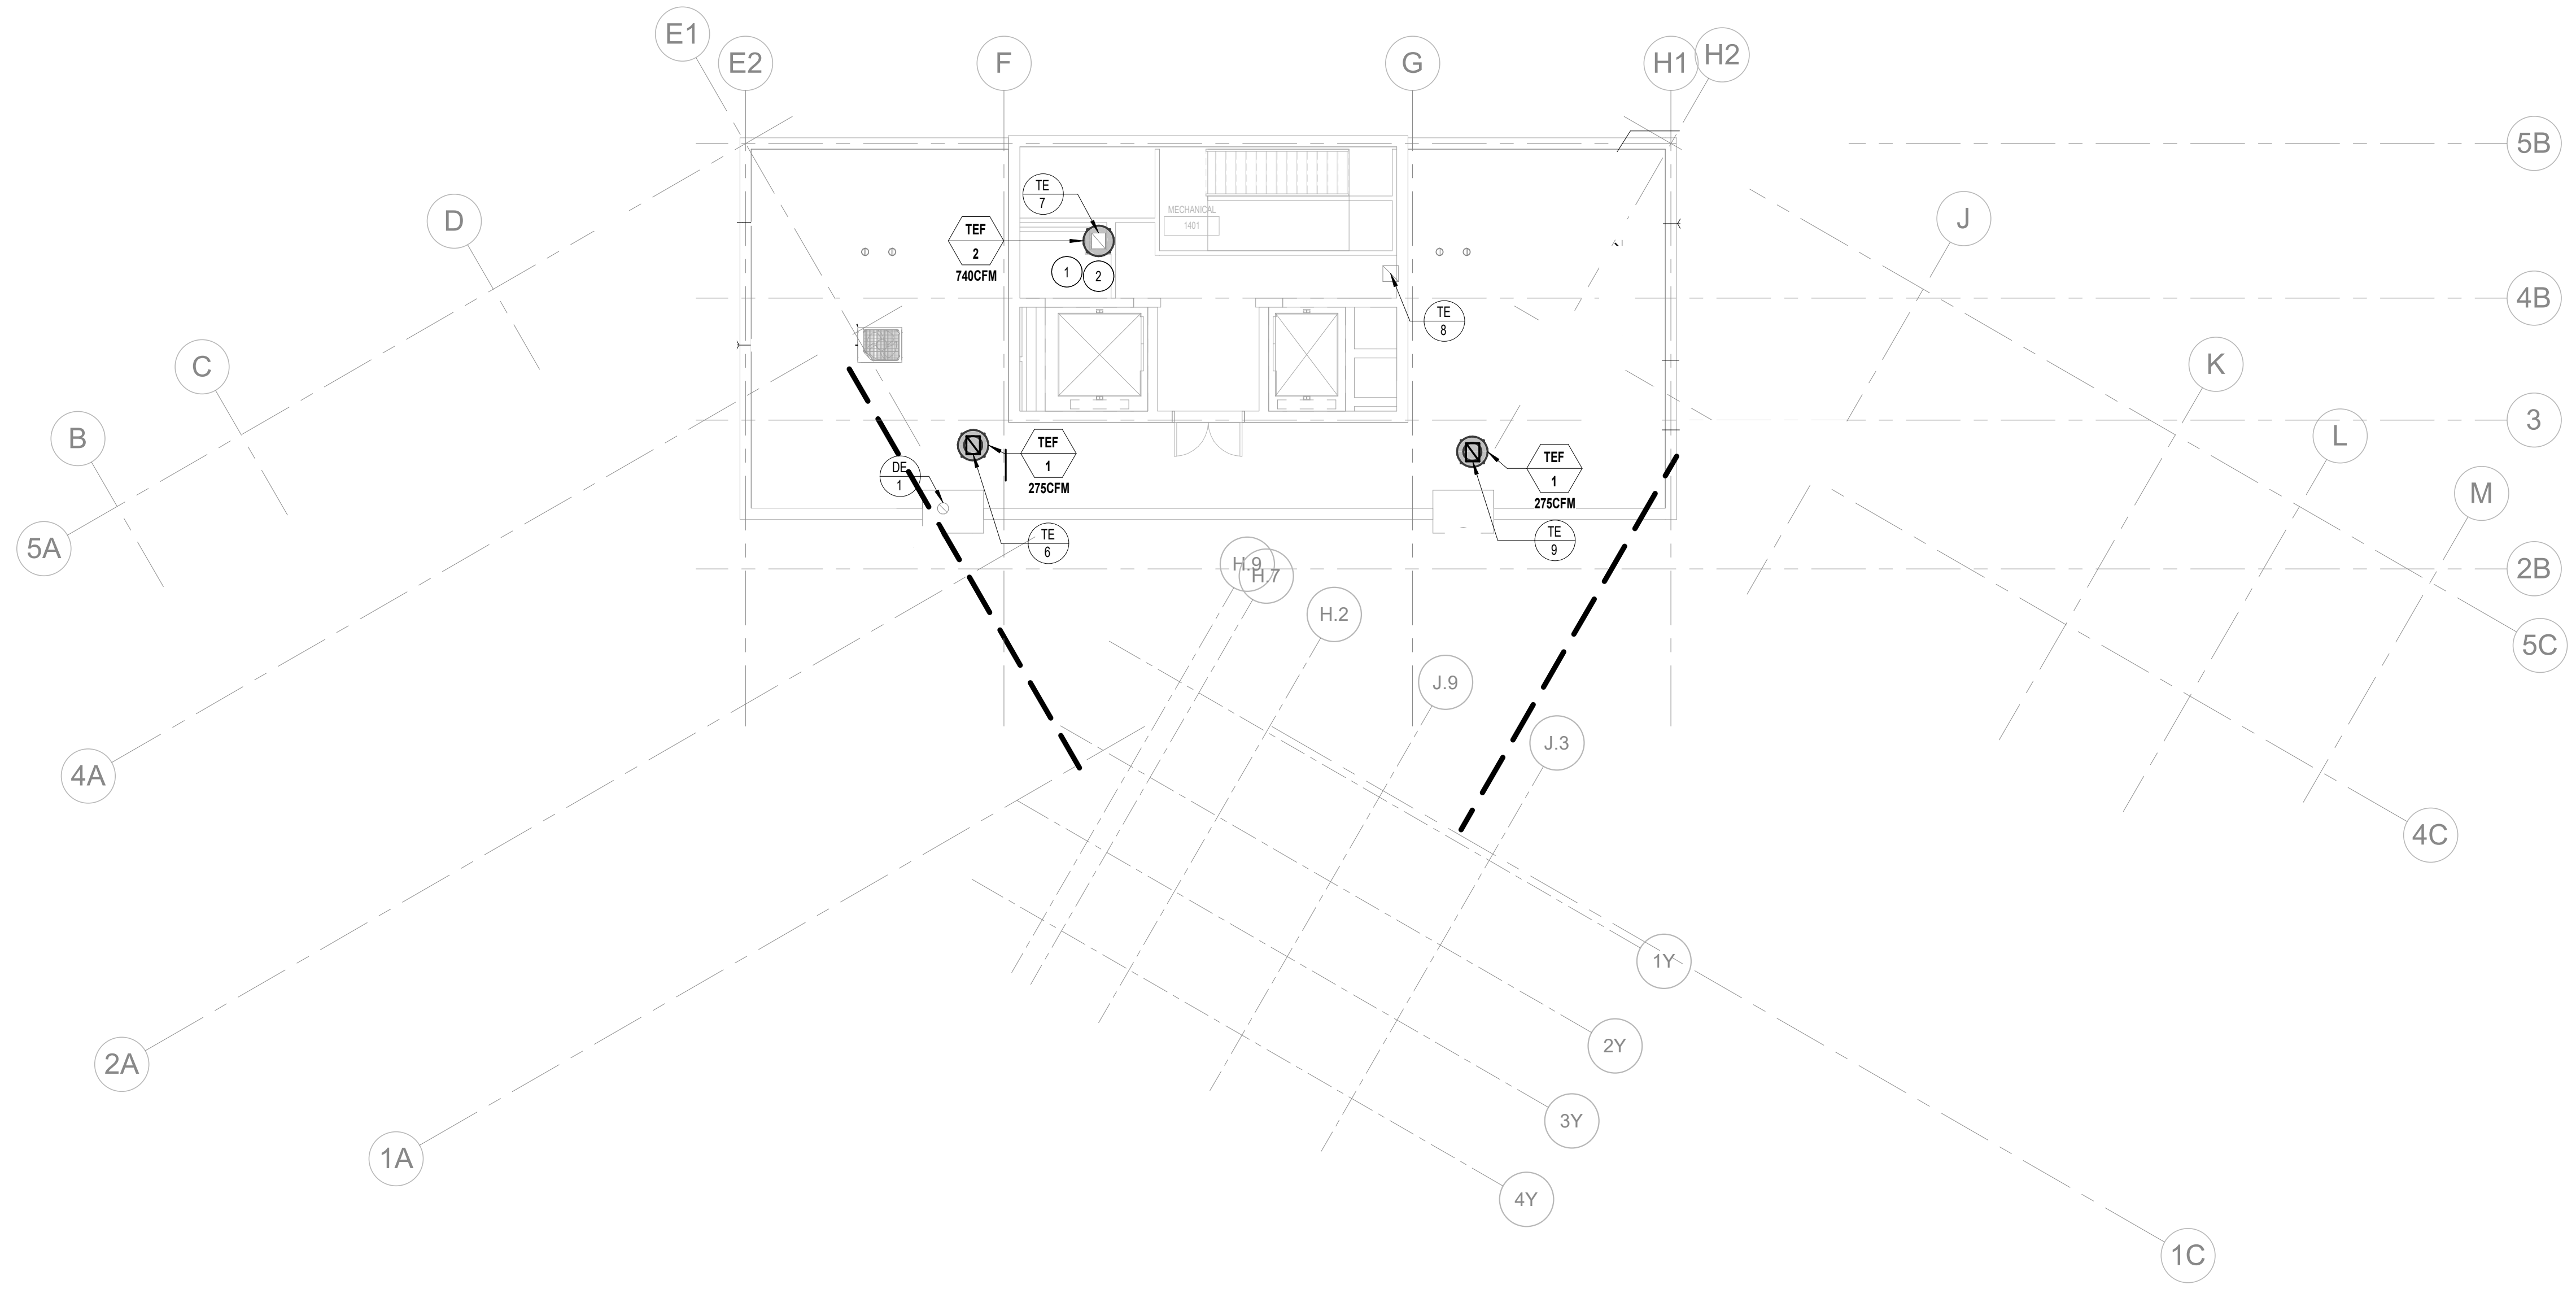 E1
E2
F
G
H1
H2
5B
D
J
TE
7
MECHANICAL
1401
TEF
2
740CFM
1
2
4B
TE
8
C
K
3
B
L
TEF
1
275CFM
TEF
1
275CFM
DE
1
M
5A
TE
6
TE
9
H.9
H.7
2B
H.2
5C
J.9
J.3
4A
4C
1Y
2A
2Y
3Y
1A
4Y
1C